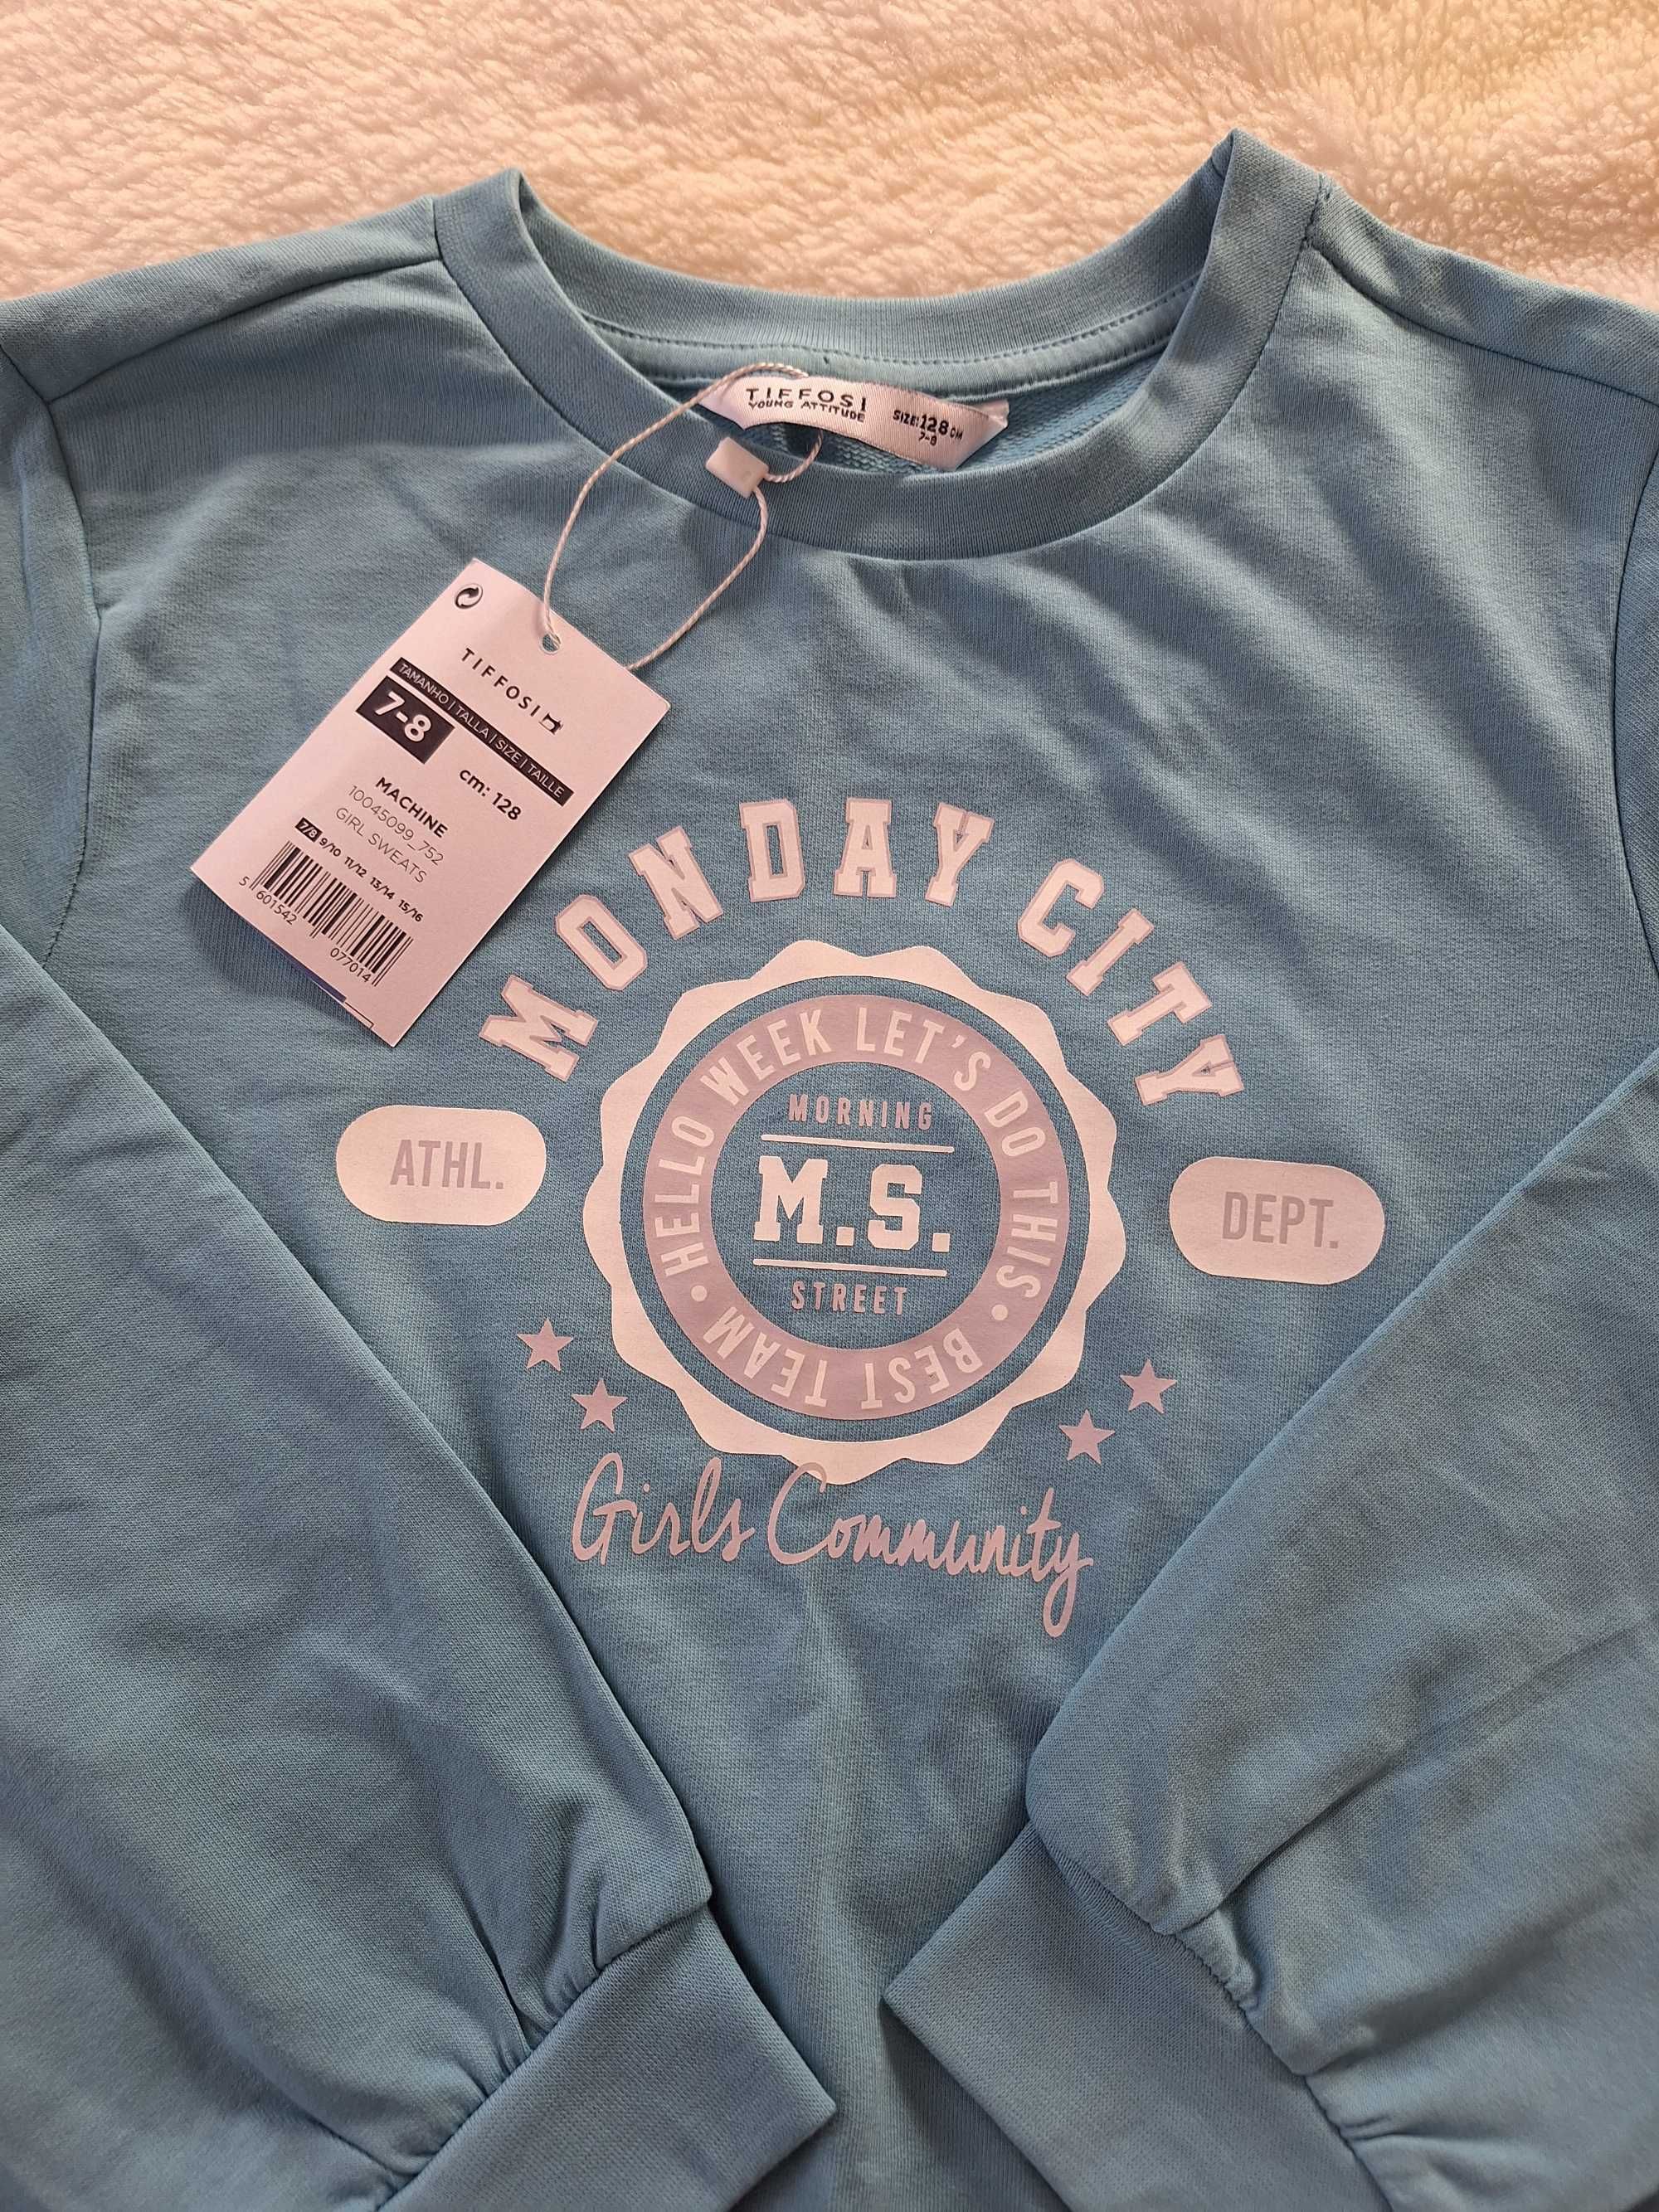 TIFFOSI
YOUNG ATTITUDE
SIZE: 128 CM
7-8
TIFFOSI
TAMANHO | TALLA | SIZE | TAILLE
7-8
cm: 128
MACHINE
10045099_752
GIRL SWEATS
7/8 9/10 11/12 13/14 15/16
5 601542 077014
MONDAY CITY
HELLO WEEK LET'S DO THIS • BEST TEAM •
MORNING
M.S.
STREET
ATHL.
DEPT.
Girls Community